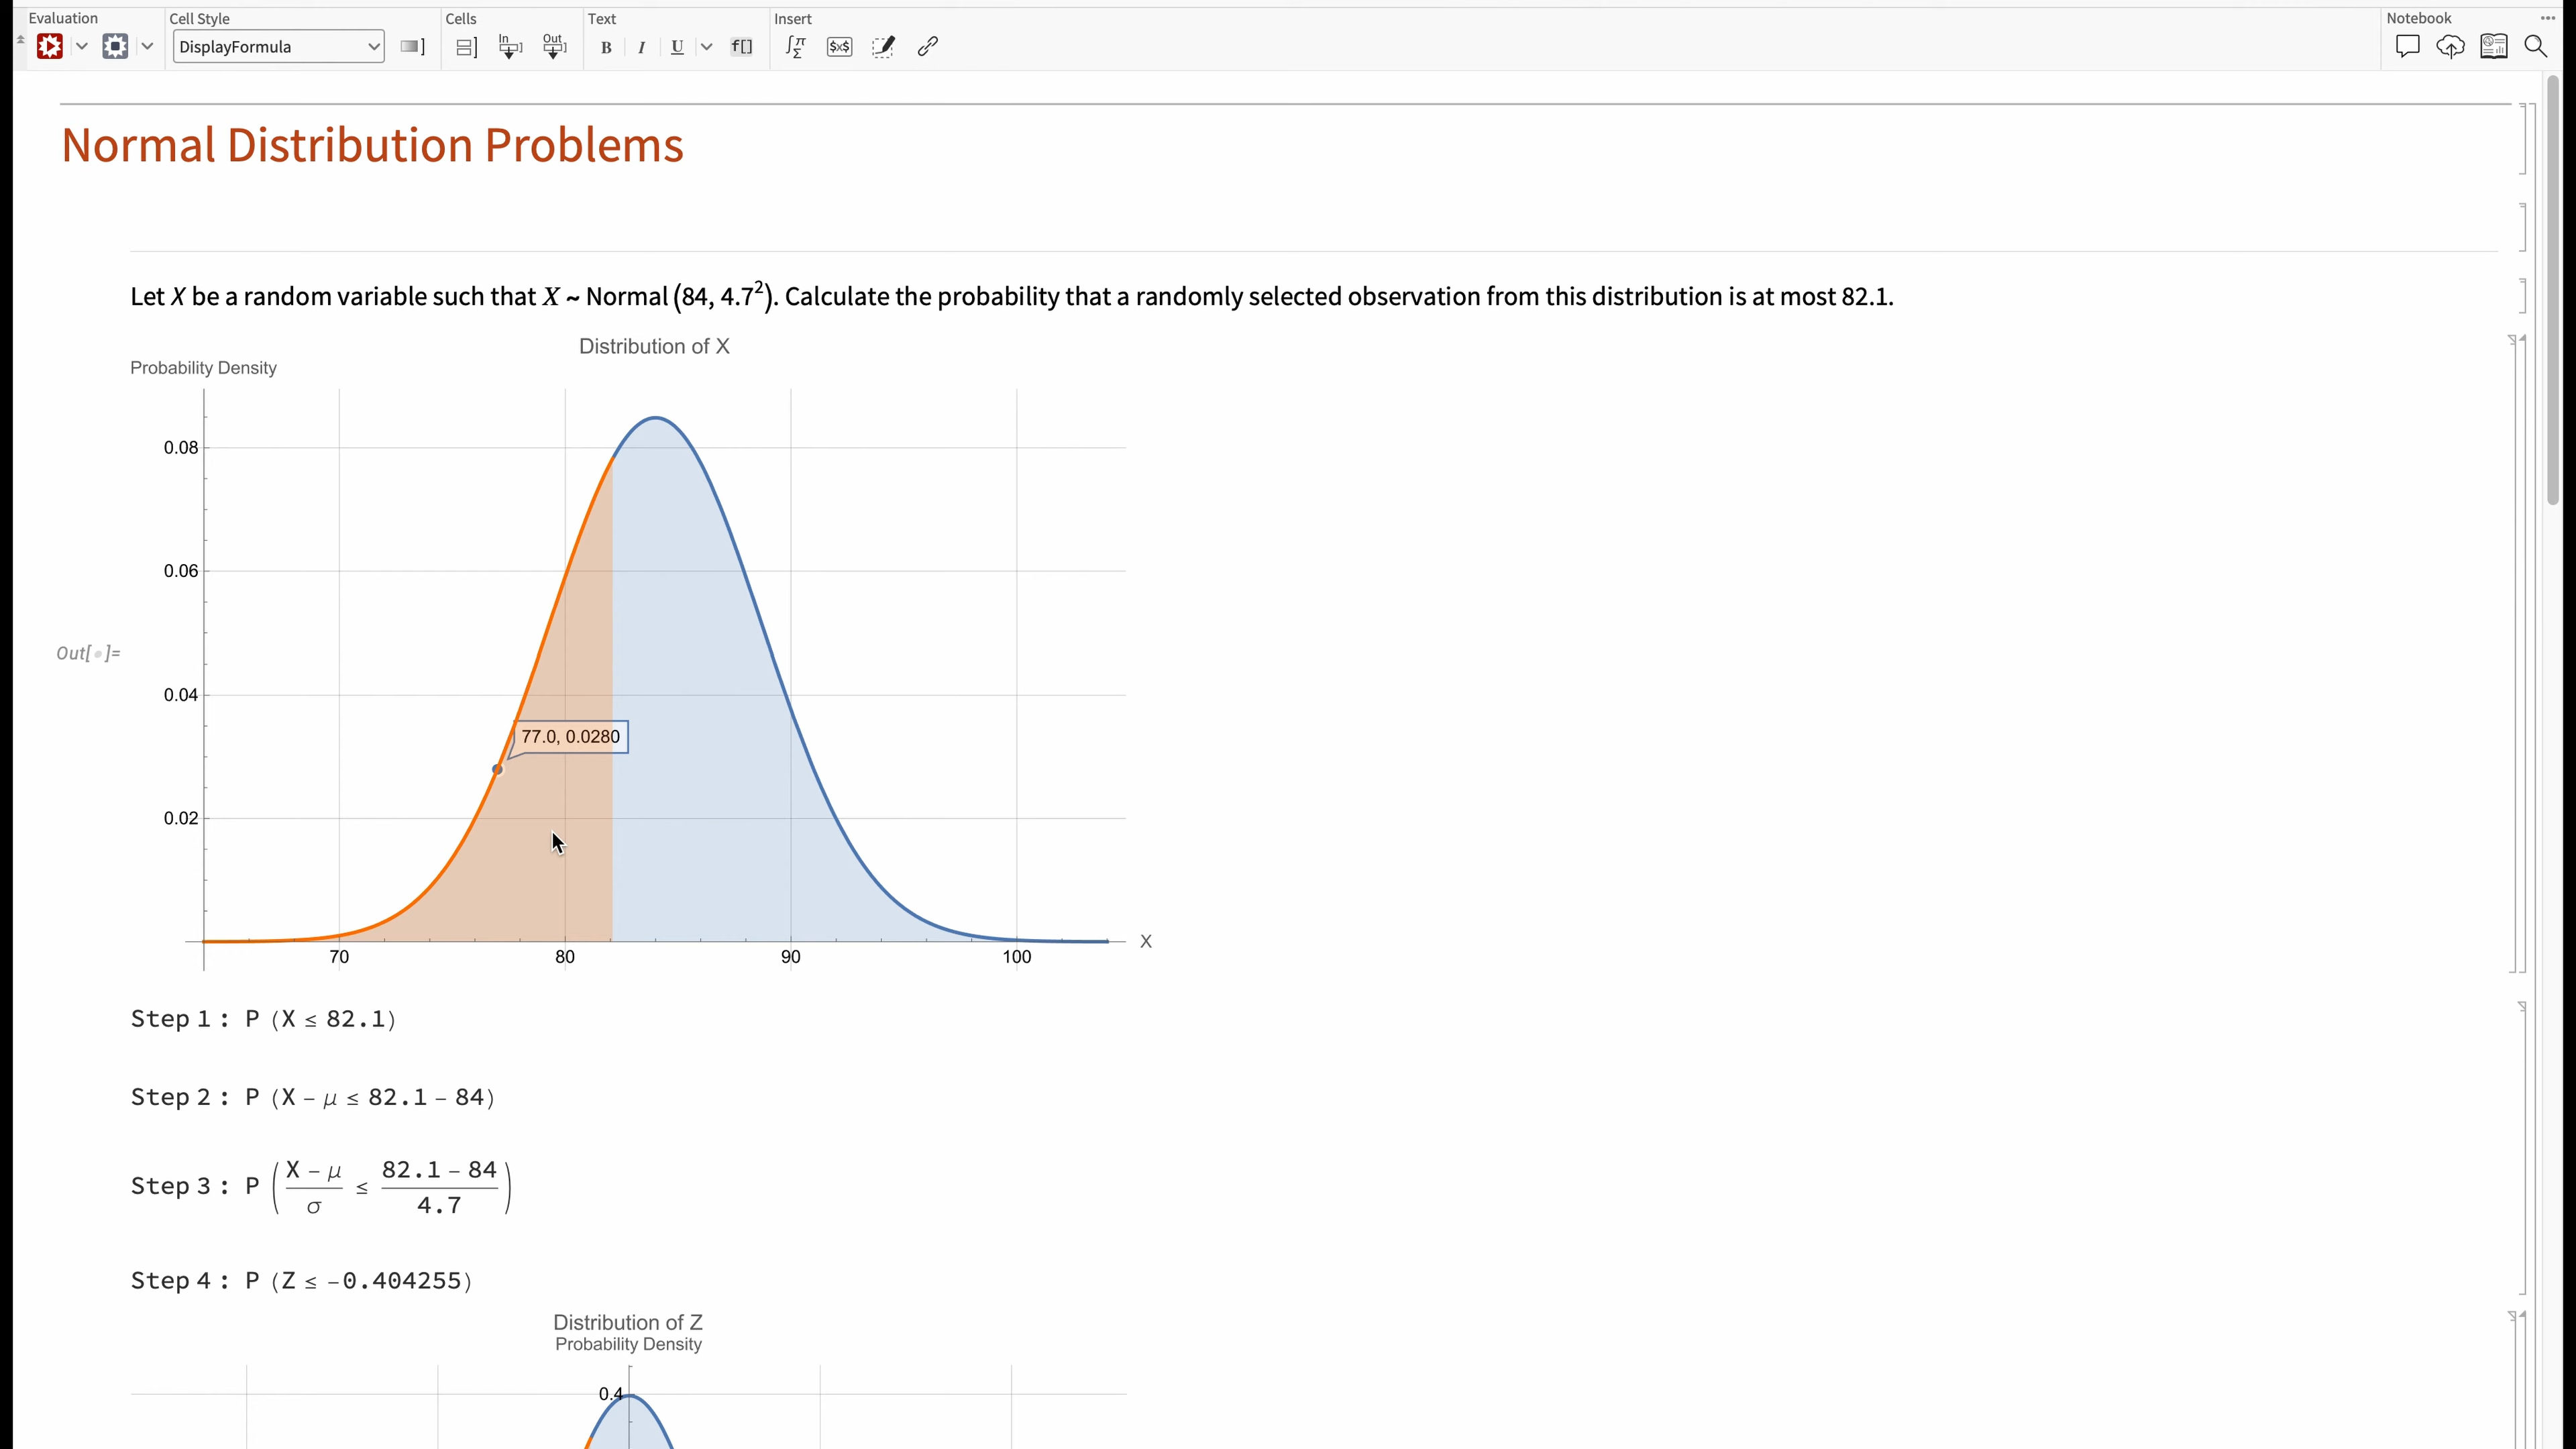 Evaluation
Cell Style
Cells
Text
Insert
Notebook
DisplayFormula
In
Out
B
I
U
f[]
∫π Σ
$x$
Normal Distribution Problems
Let X be a random variable such that X ~ Normal (84, 4.7²). Calculate the probability that a randomly selected observation from this distribution is at most 82.1.
Distribution of X
Probability Density
0.08
0.06
Out[ ]=
0.04
77.0, 0.0280
0.02
X
70 80 90 100
Step 1 : P (X ≤ 82.1)
Step 2 : P (X − μ ≤ 82.1 − 84)
Step 3 : P ((X − μ)/σ ≤ (82.1 − 84)/4.7)
Step 4 : P (Z ≤ −0.404255)
Distribution of Z
Probability Density
0.4